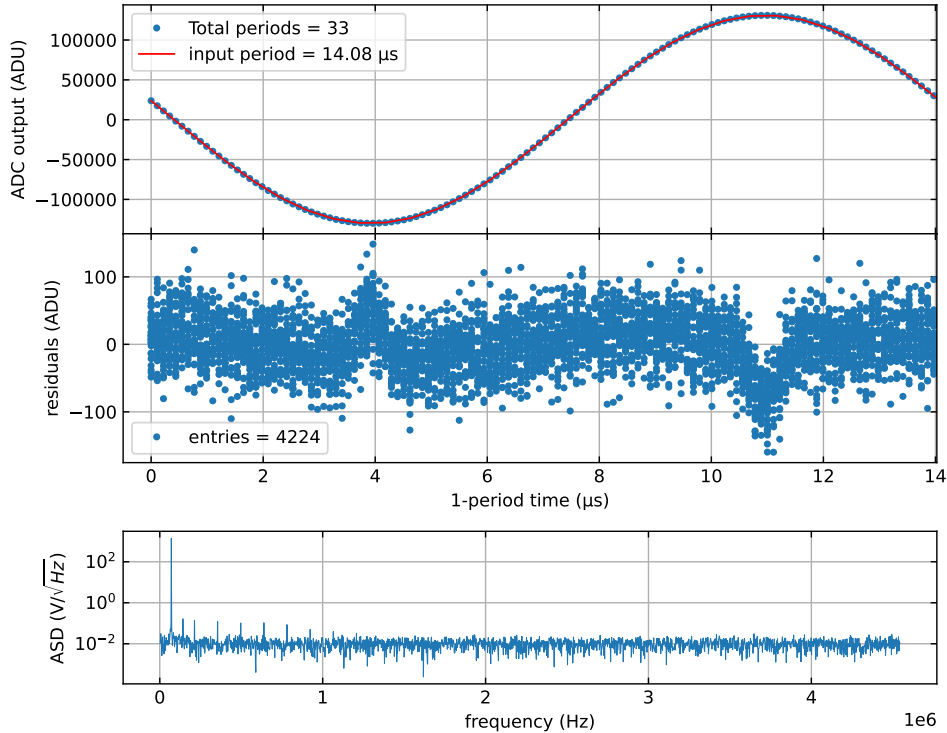 Total periods = 33
input period = 14.08 μs
ADC output (ADU)
100000
50000
0
−50000
−100000
residuals (ADU)
100
0
−100
entries = 4224
0 2 4 6 8 10 12 14
1-period time (μs)
ASD (V/√Hz)
10²
10⁰
10⁻²
0 1 2 3 4
1e6
frequency (Hz)